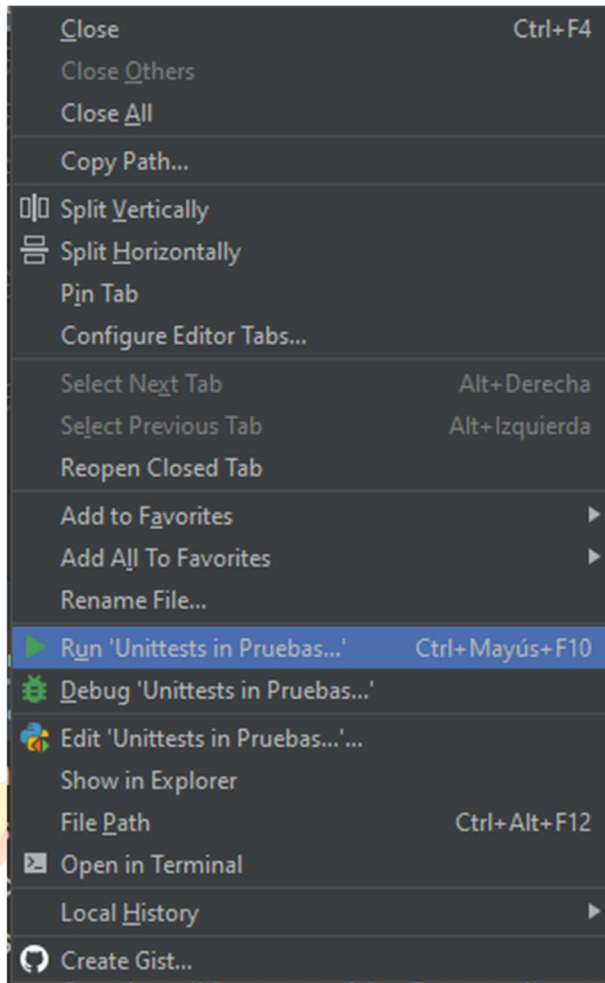 Close Ctrl+F4
Close Others
Close All
Copy Path...
Split Vertically
Split Horizontally
Pin Tab
Configure Editor Tabs...
Select Next Tab Alt+Derecha
Select Previous Tab Alt+Izquierda
Reopen Closed Tab
Add to Favorites
Add All To Favorites
Rename File...
Run 'Unittests in Pruebas...' Ctrl+Mayús+F10
Debug 'Unittests in Pruebas...'
Edit 'Unittests in Pruebas...'...
Show in Explorer
File Path Ctrl+Alt+F12
Open in Terminal
Local History
Create Gist...